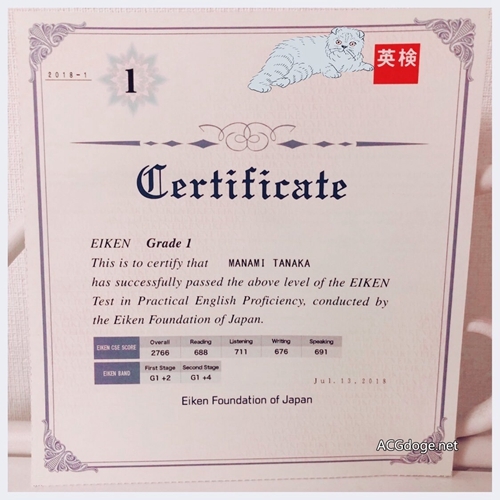 2018-1
1
英検
Certificate
EIKEN Grade 1
This is to certify that MANAMI TANAKA
has successfully passed the above level of the EIKEN
Test in Practical English Proficiency, conducted by
the Eiken Foundation of Japan.
EIKEN CSE SCORE Overall Reading Listening Writing Speaking
2766 688 711 676 691
EIKEN BAND First Stage Second Stage
G1 +2 G1 +4
Jul. 13, 2018
Eiken Foundation of Japan
ACGdoge.net